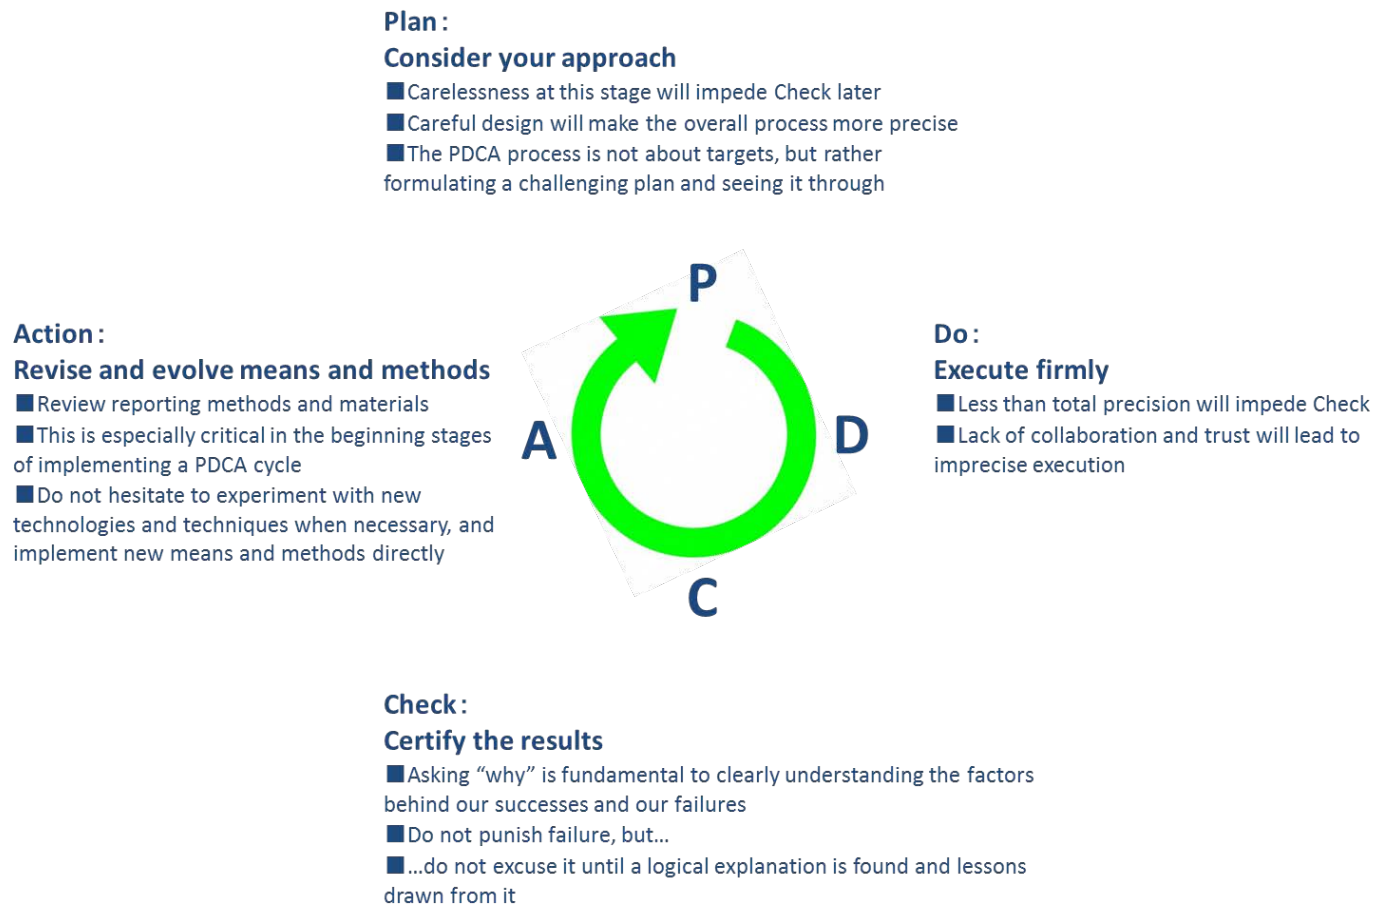 Plan :
Consider your approach
■Carelessness at this stage will impede Check later
■Careful design will make the overall process more precise
■The PDCA process is not about targets, but rather
formulating a challenging plan and seeing it through
P
Action :
Revise and evolve means and methods
■Review reporting methods and materials
■This is especially critical in the beginning stages
of implementing a PDCA cycle
■Do not hesitate to experiment with new
technologies and techniques when necessary, and
implement new means and methods directly
A
D
Do :
Execute firmly
■Less than total precision will impede Check
■Lack of collaboration and trust will lead to
imprecise execution
C
Check :
Certify the results
■Asking “why” is fundamental to clearly understanding the factors
behind our successes and our failures
■Do not punish failure, but...
■...do not excuse it until a logical explanation is found and lessons
drawn from it